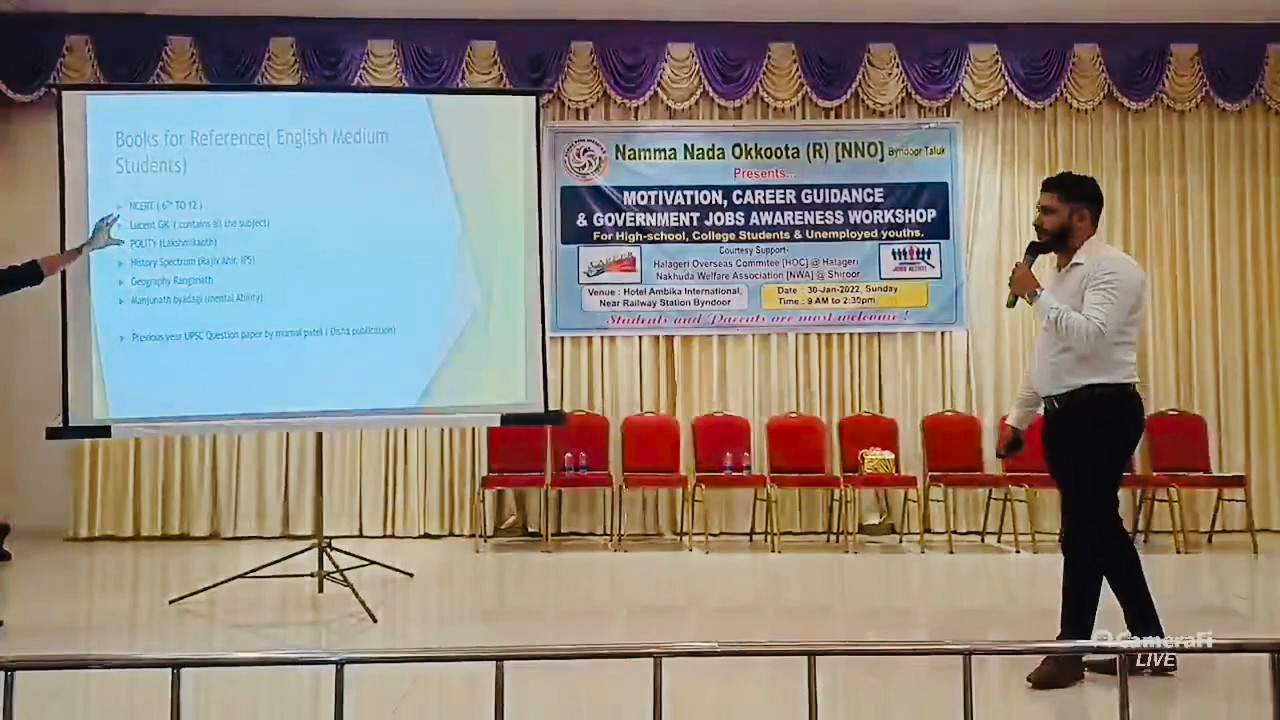 Books for Reference( English Medium
Students)
NCERT ( 6TH TO 12 )
Lucent GK ( contains all the subject)
POLITY (Lakshmikanth)
History Spectrum (Rajiv Ahir, IPS)
Geography Ranganath
Manjunath byadagi (mental Ability)
Previous year UPSC Question paper by mrunal patel ( Disha publication)
Namma Nada Okkoota (R) [NNO] Byndoor Taluk
Presents...
MOTIVATION, CAREER GUIDANCE
& GOVERNMENT JOBS AWARENESS WORKSHOP
For High-school, College Students & Unemployed youths.
Courtesy Support-
Halageri Overseas Commitee [HOC] @ Halageri
Nakhuda Welfare Association [NWA] @ Shiroor
JOBS ALERT!
Venue : Hotel Ambika International,
Near Railway Station Byndoor
Date : 30-Jan-2022, Sunday
Time : 9 AM to 2:30pm
Students and Parents are most welcome !
CameraFi
LIVE